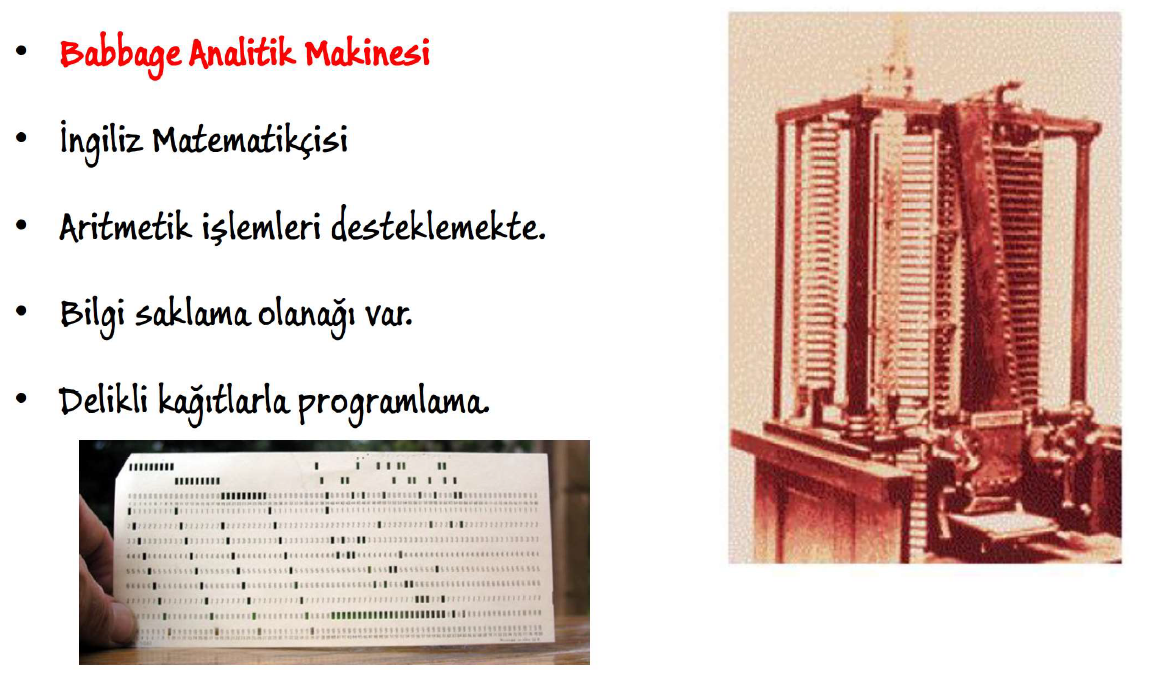 • Babbage Analitik Makinesi
• İngiliz Matematikçisi
• Aritmetik işlemleri desteklemekte.
• Bilgi saklama olanağı var.
• Delikli kağıtlarla programlama.